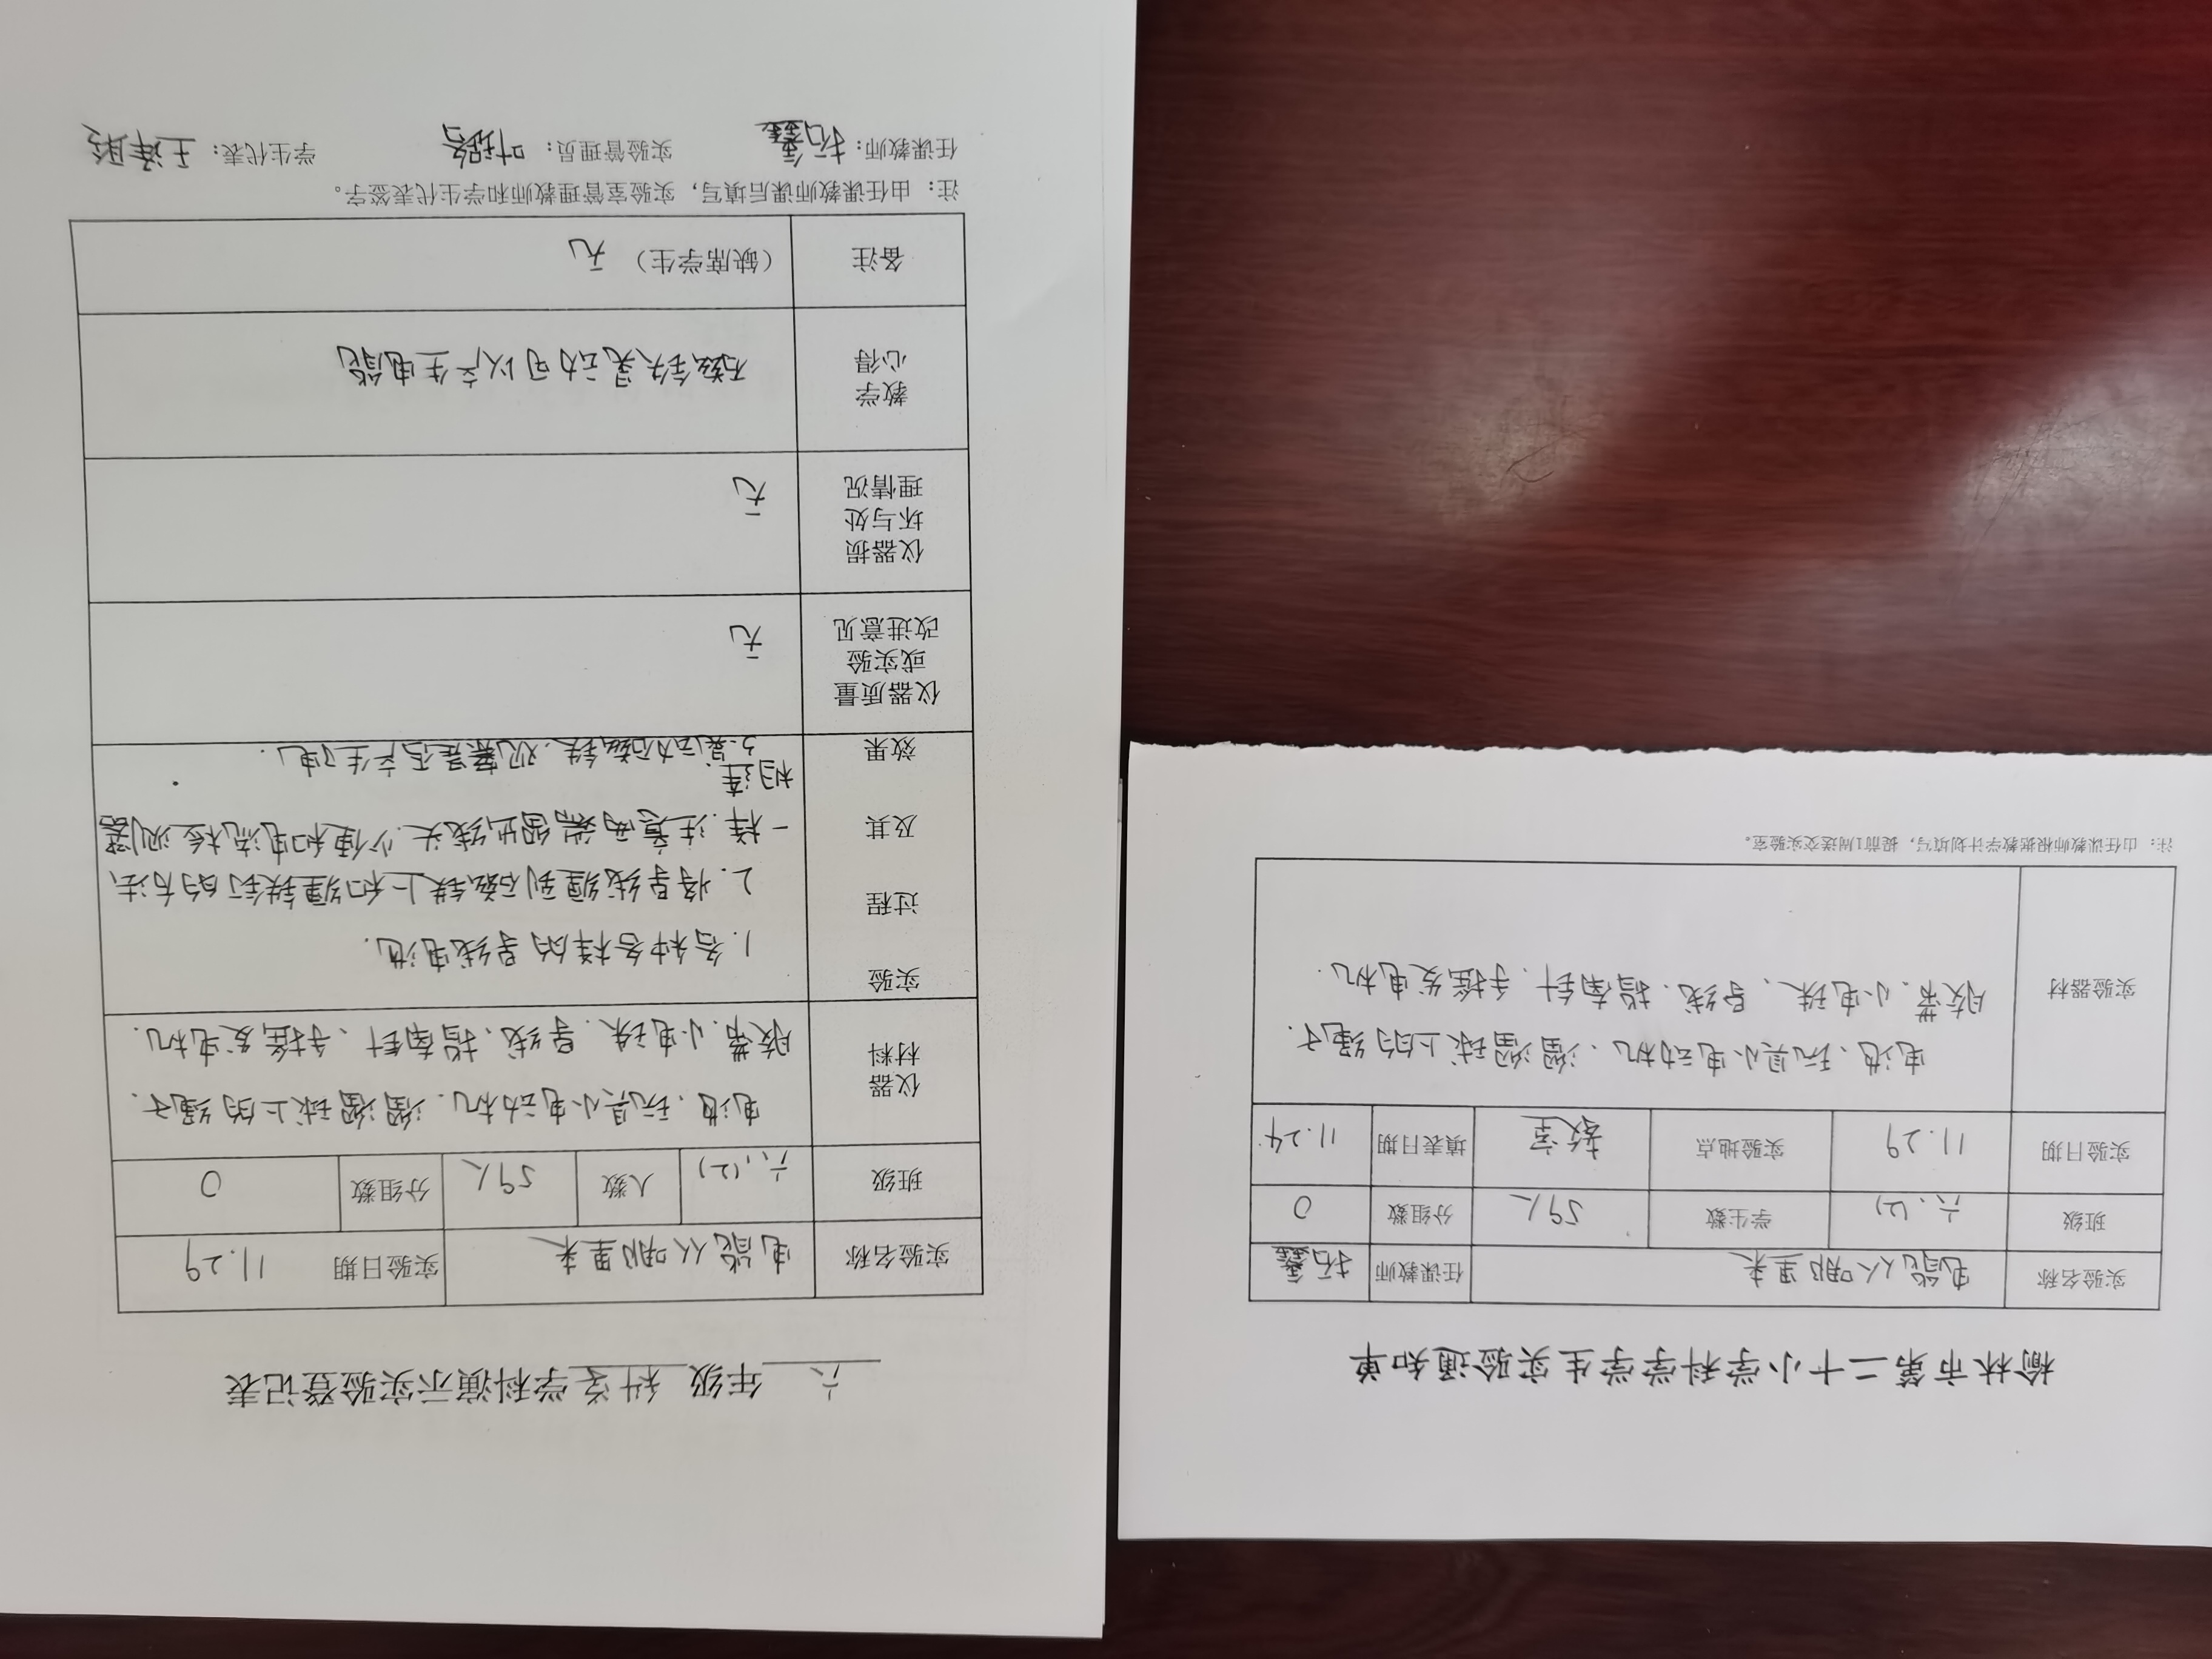 榆林市第二十小学科学学生实验通知单
实验名称 电能从哪里来 任课教师 拓鑫
班级 六.(2) 学生数 59人 分组数 0
实验日期 11.29 实验地点 教室 填表日期 11.24
实验器材 电池、玩具小电动机、溜溜球上的绳子、
胶带、小电珠、导线、指南针、手摇发电机.
注：由任课教师根据教学计划填写，提前1周送交实验室。
六 年级 科学 学科演示实验登记表
实验名称 电能从哪里来 实验日期 11.29
班级 六.(2) 人数 59人 分组数 0
仪器
材料
电池、玩具小电动机、溜溜球上的绳子、
胶带、小电珠、导线、指南针、手摇发电机.
实验
过程
及其
效果
1.各种各样的导线电池.
2.将导线缠到磁铁上和缠铁钉的方法
一样.注意两端留出线头.少便和电流检测器
相连.
3.晃动磁铁.观察是否产生了电.
仪器质量
或实验
改进意见
无
仪器损
坏与处
理情况
无
教学
心得
磁铁晃动可以产生电能
备注 （缺席学生） 无
注：由任课教师课后填写，实验室管理教师和学生代表签字。
任课教师：拓鑫 实验管理员：叶 学生代表：王泽